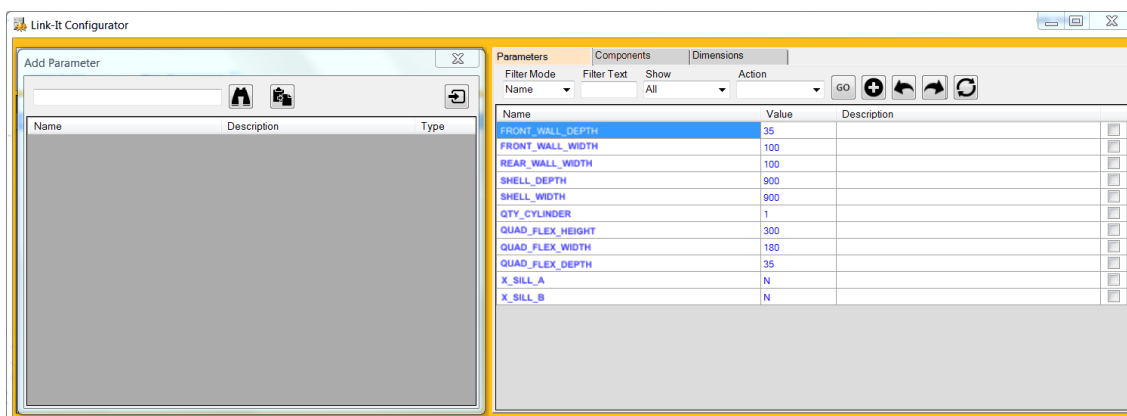 Link-It Configurator
Add Parameter
Name Description Type
Parameters Components Dimensions
Filter Mode Filter Text Show Action
Name All GO
Name Value Description
FRONT_WALL_DEPTH 35
FRONT_WALL_WIDTH 100
REAR_WALL_WIDTH 100
SHELL_DEPTH 900
SHELL_WIDTH 900
QTY_CYLINDER 1
QUAD_FLEX_HEIGHT 300
QUAD_FLEX_WIDTH 180
QUAD_FLEX_DEPTH 35
X_SILL_A N
X_SILL_B N